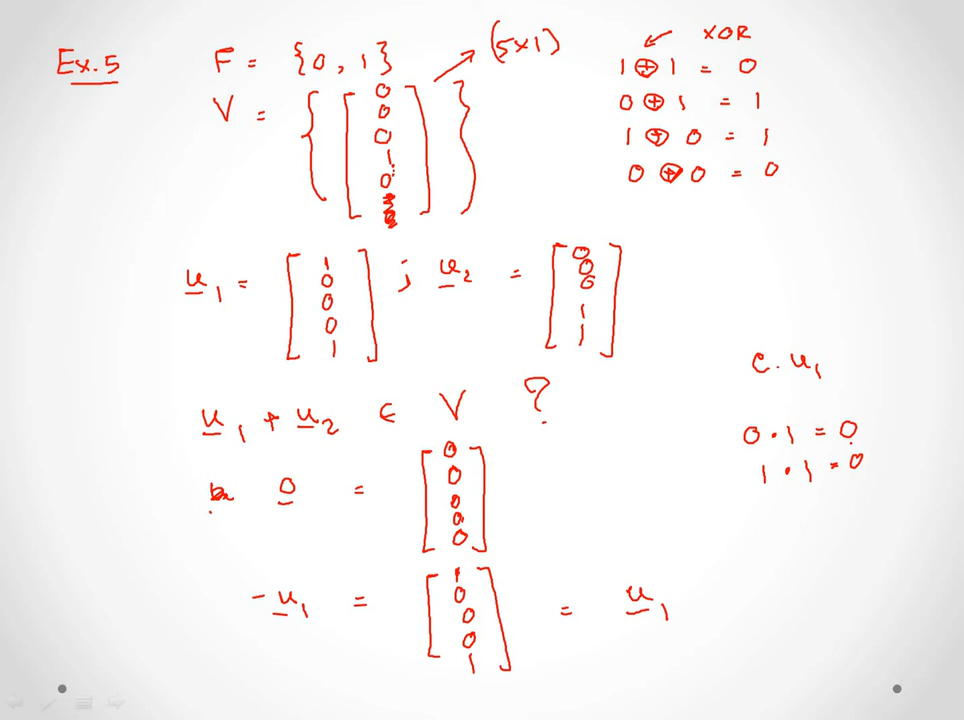 Ex. 5 F = {0, 1}
V = { [ 0 0 0 1 0 ] } (5x1)
XOR
1 ⊕ 1 = 0
0 ⊕ 1 = 1
1 ⊕ 0 = 1
0 ⊕ 0 = 0
u1 = [ 1 0 0 0 1 ] ; u2 = [ 0 0 0 1 1 ]
u1 + u2 ∈ V ?
0 = [ 0 0 0 0 0 ]
-u1 = [ 1 0 0 0 1 ] = u1
c. u1
0 · 1 = 0
1 · 1 = 0